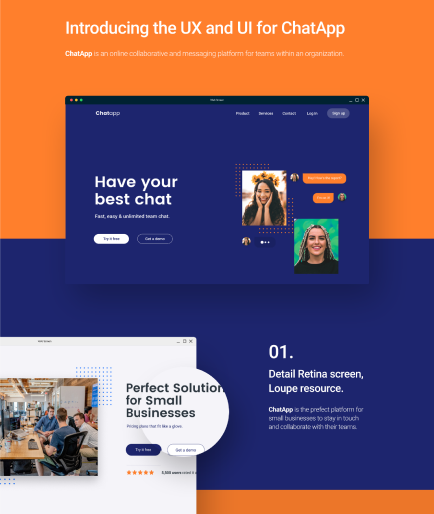 Introducing the UX and UI for ChatApp
ChatApp is an online collaborative and messaging platform for teams within an organization.
Chatapp
Product Services Contact Log In Sign up
Have your
best chat
Fast, easy & unlimited team chat.
Try it free Get a demo
01.
Detail Retina screen,
Loupe resource.
ChatApp is the prefect platform for
small businesses to stay in touch
and collaborate with their teams.
Perfect Solution
for Small
Businesses
Pricing plans that fit like a glove.
Try it free Get a demo
5,000 users rated it